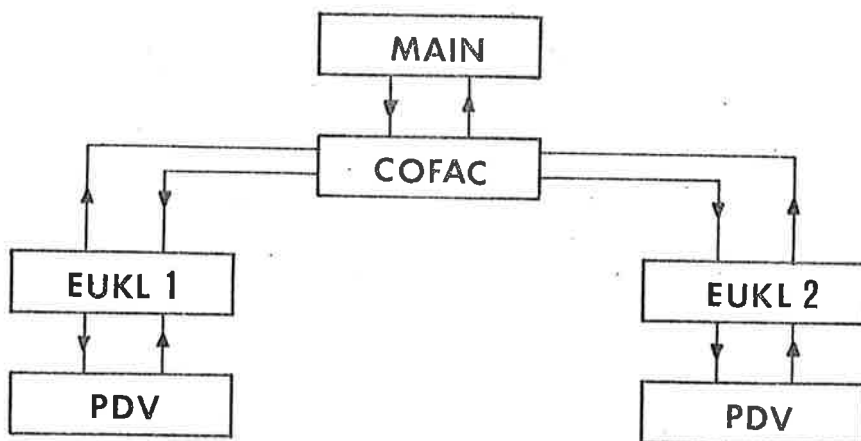 MAIN
COFAC
EUKL 1
EUKL 2
PDV
PDV